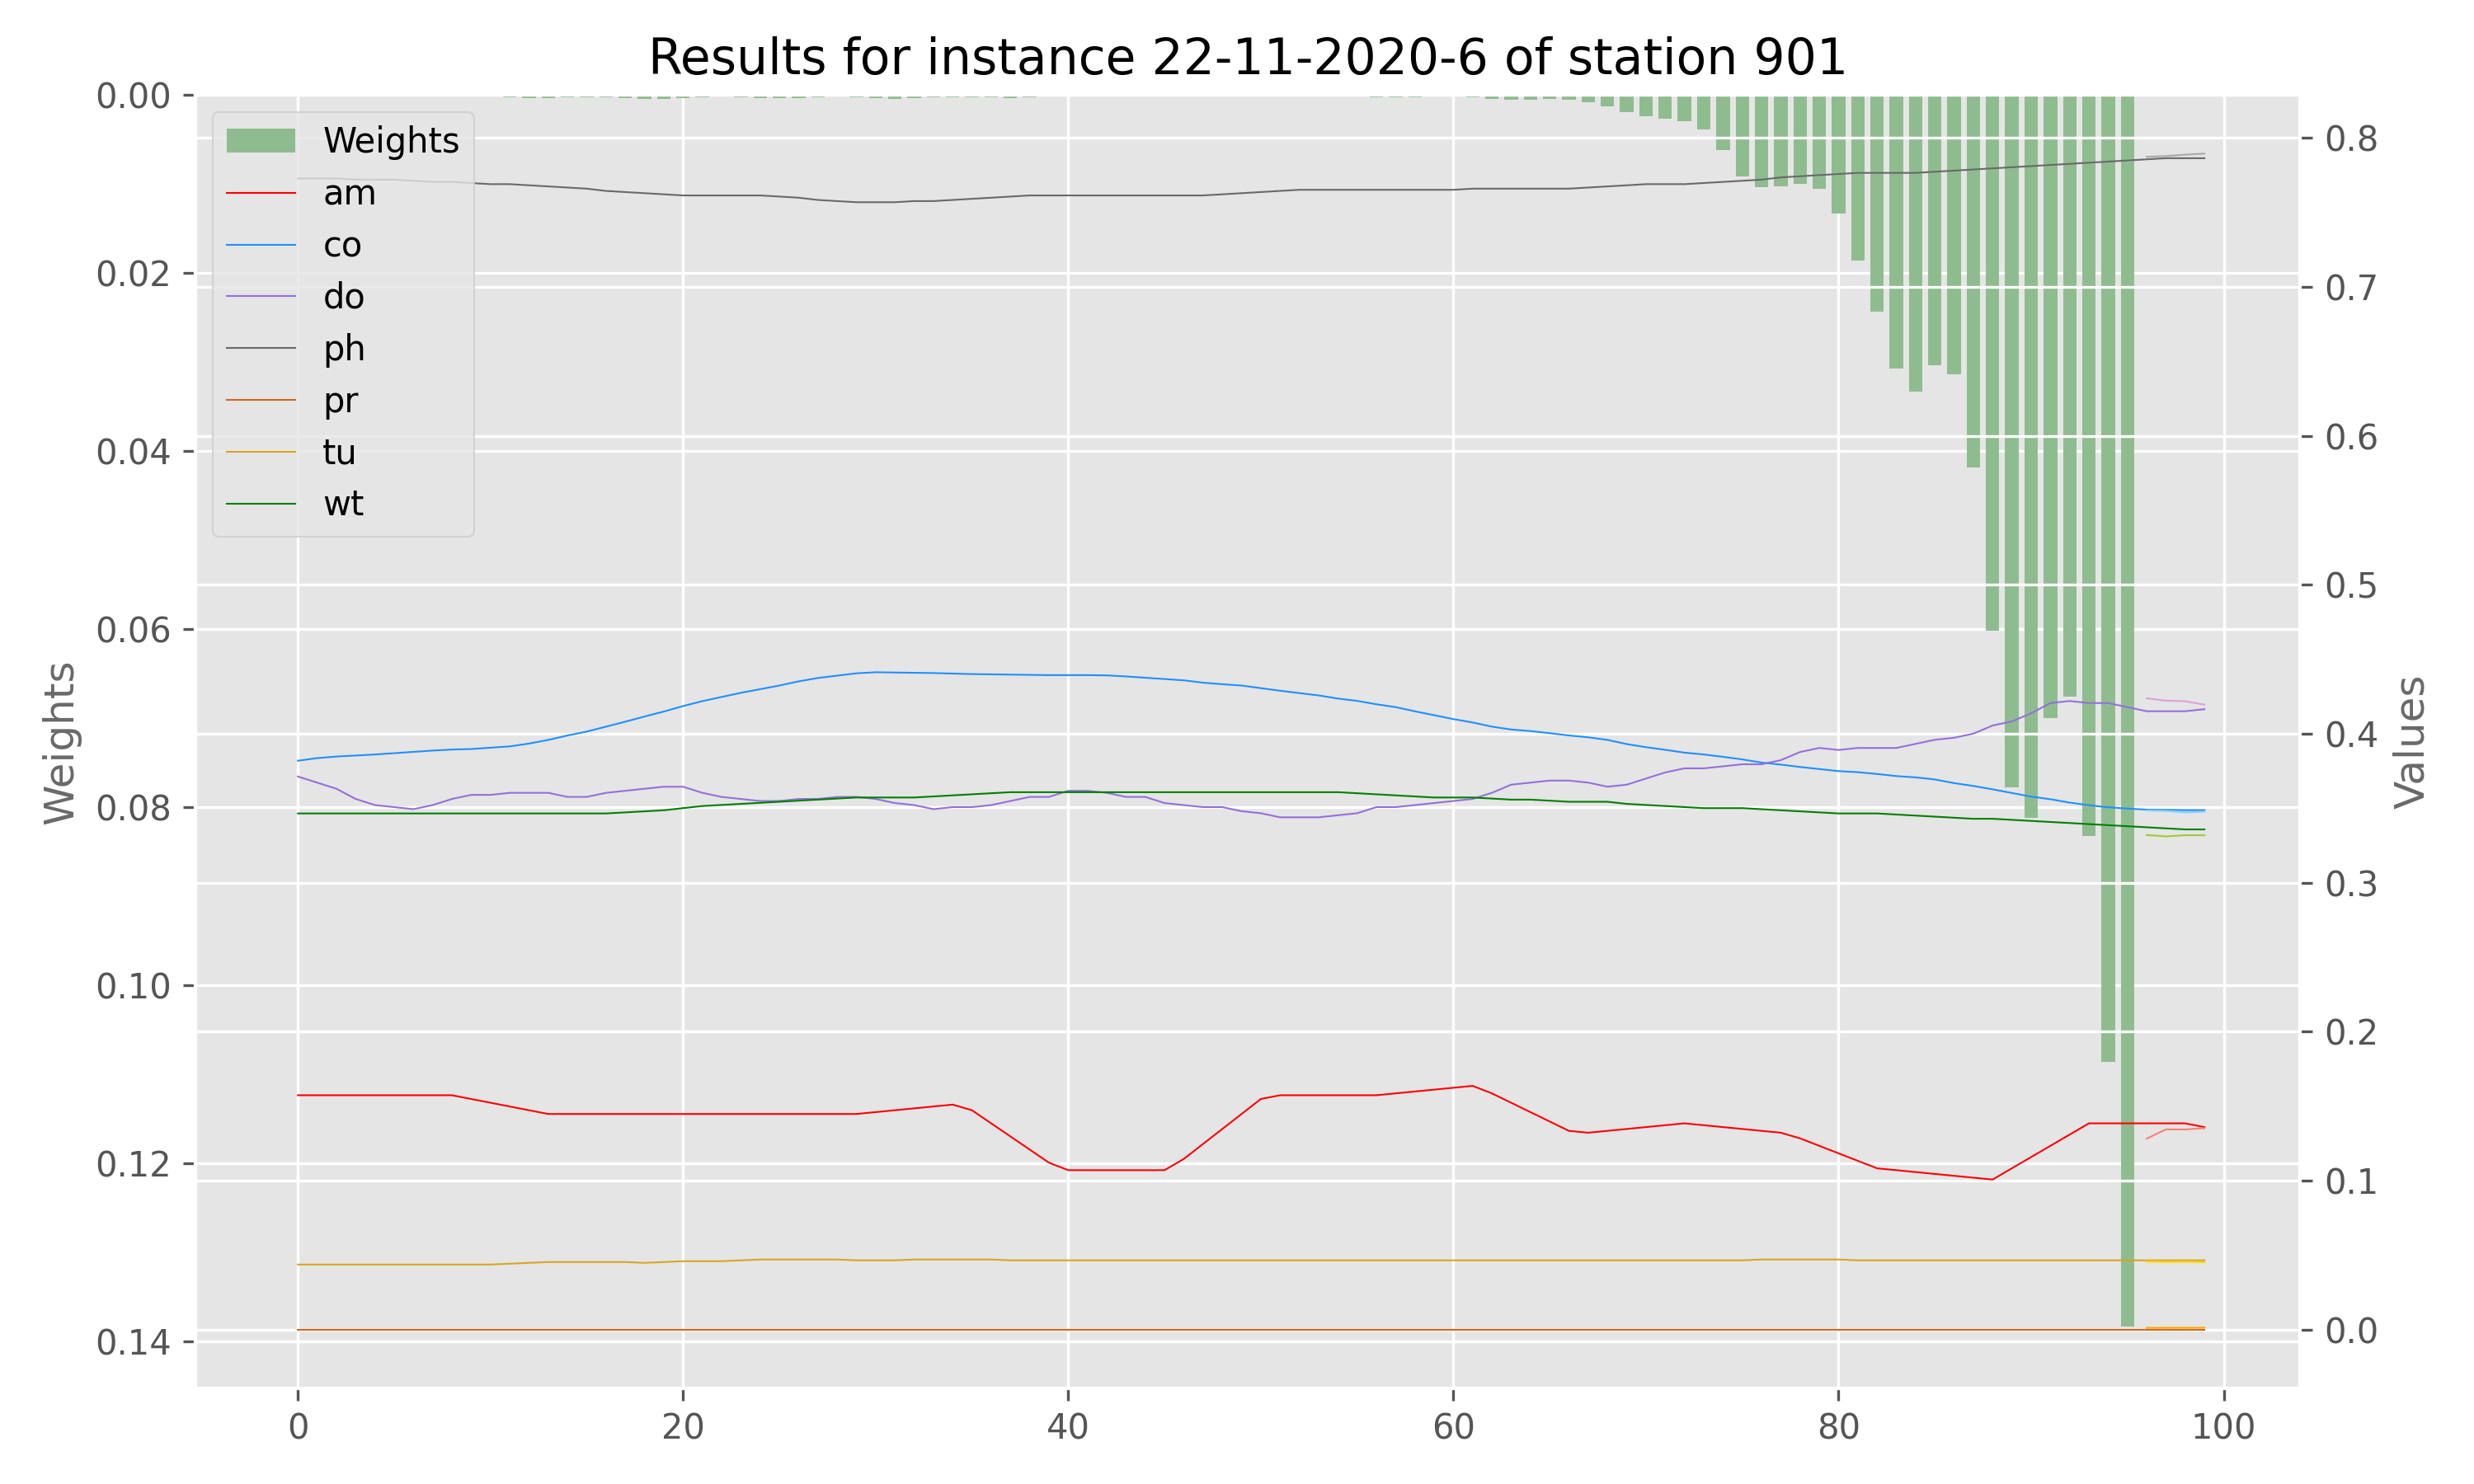 Results for instance 22-11-2020-6 of station 901
0.00
0.02
0.04
0.06
0.08
0.10
0.12
0.14
Weights
Weights
am
co
do
ph
pr
tu
wt
0.8
0.7
0.6
0.5
0.4
0.3
0.2
0.1
0.0
Values
0 20 40 60 80 100